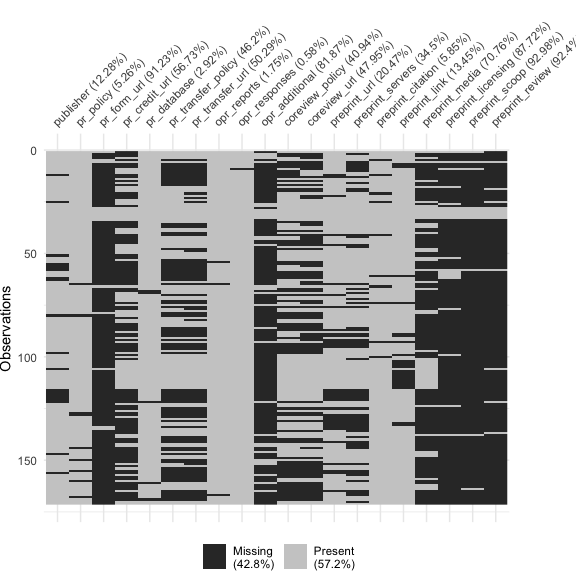 publisher (12.28%)
pr_policy (5.26%)
pr_form_url (91.23%)
pr_credit_url (56.73%)
pr_database (2.92%)
pr_transfer_policy (46.2%)
pr_transfer_url (50.29%)
opr_reports (1.75%)
opr_responses (0.58%)
opr_additional (81.87%)
coreview_policy (40.94%)
coreview_url (47.95%)
preprint_url (20.47%)
preprint_servers (34.5%)
preprint_citation (5.85%)
preprint_link (13.45%)
preprint_media (70.76%)
preprint_licensing (87.72%)
preprint_scoop (92.98%)
preprint_review (92.4%
0
50
100
150
Observations
Missing
(42.8%)
Present
(57.2%)